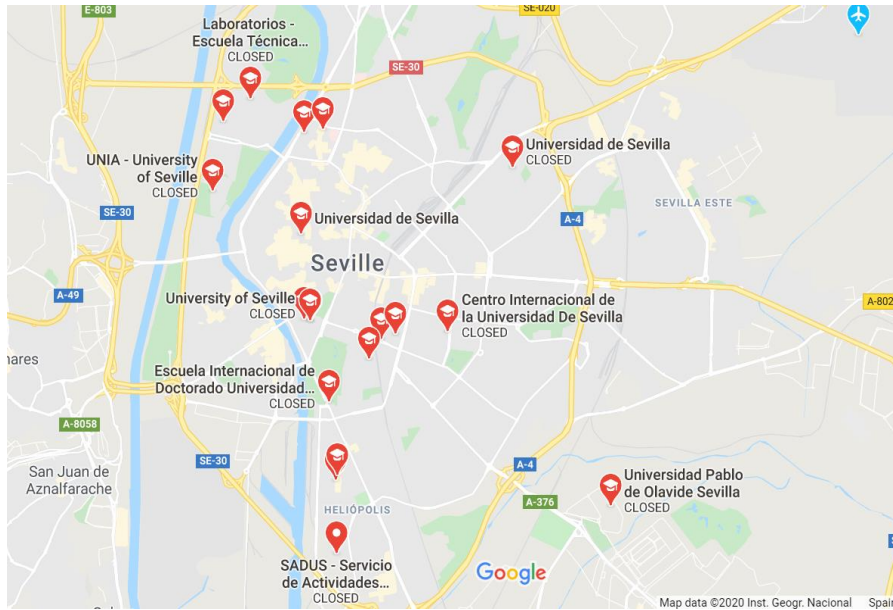 E-803
SE-020
Laboratorios -
Escuela Técnica...
CLOSED
SE-30
Universidad de Sevilla
CLOSED
UNIA - University
of Seville
CLOSED
SEVILLA ESTE
SE-30
A-4
Universidad de Sevilla
Seville
A-49
University of Seville
CLOSED
Centro Internacional de
la Universidad De Sevilla
CLOSED
A-802
nares
Escuela Internacional de
Doctorado Universidad...
CLOSED
A-8058
San Juan de
Aznalfarache
SE-30
A-4
Universidad Pablo
de Olavide Sevilla
CLOSED
A-376
HELIÓPOLIS
SADUS - Servicio
de Actividades...
CLOSED
Google
Map data ©2020 Inst. Geogr. Nacional Spain